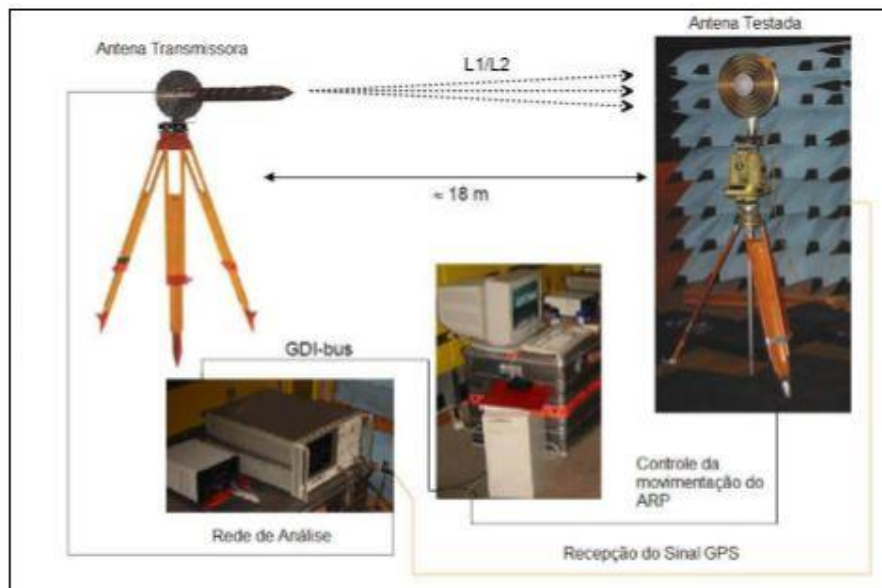 Antena Transmissora
Antena Testada
L1/L2
≈ 18 m
GDI-bus
Controle da
movimentação do
ARP
Rede de Análise
Recepção do Sinal GPS